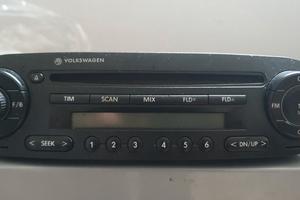 VOLKSWAGEN
TIM SCAN MIX FLD FLD
F/B FM
< SEEK > 1 2 3 4 5 6 < DN/UP >